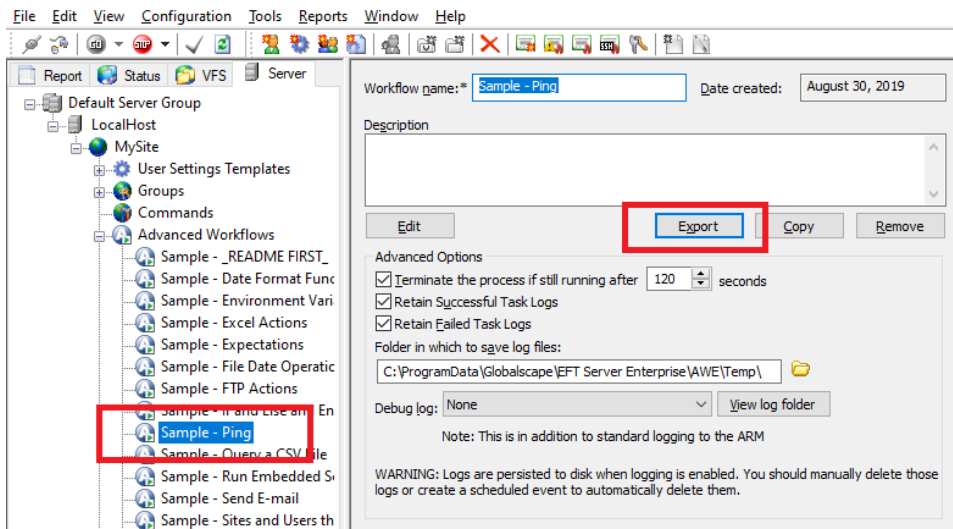 File Edit View Configuration Tools Reports Window Help
GO STOP
SSH
Report Status VFS Server
Default Server Group
LocalHost
MySite
User Settings Templates
Groups
Commands
Advanced Workflows
Sample - _README FIRST_
Sample - Date Format Func
Sample - Environment Vari
Sample - Excel Actions
Sample - Expectations
Sample - File Date Operatic
Sample - FTP Actions
Sample - If and Else and En
Sample - Ping
Sample - Query a CSV File
Sample - Run Embedded S
Sample - Send E-mail
Sample - Sites and Users th
Workflow name:* Sample - Ping Date created: August 30, 2019
Description
Edit Export Copy Remove
Advanced Options
Terminate the process if still running after 120 seconds
Retain Successful Task Logs
Retain Failed Task Logs
Folder in which to save log files:
C:\ProgramData\Globalscape\EFT Server Enterprise\AWE\Temp\
Debug log: None View log folder
Note: This is in addition to standard logging to the ARM
WARNING: Logs are persisted to disk when logging is enabled. You should manually delete those
logs or create a scheduled event to automatically delete them.